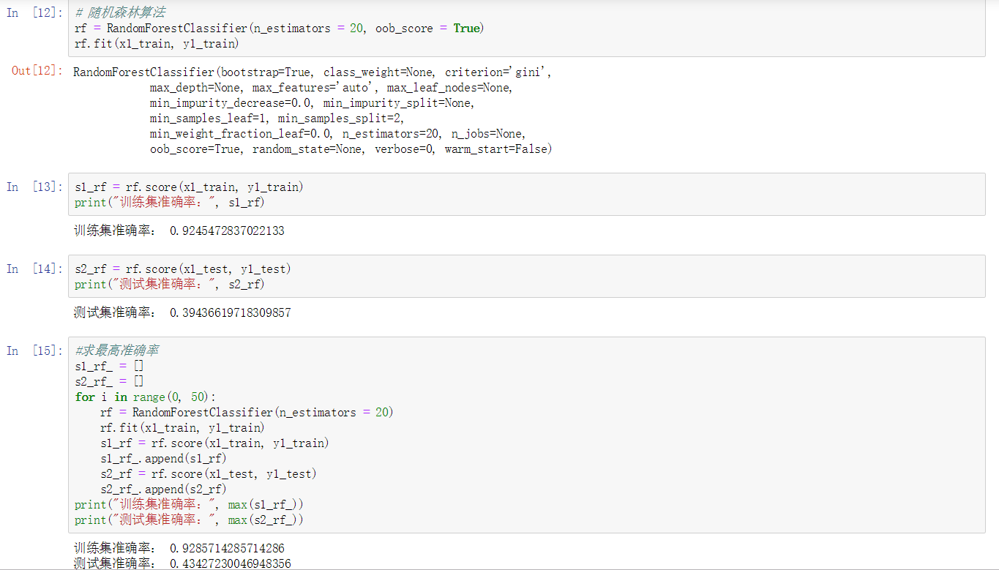 In [12]: # 随机森林算法
rf = RandomForestClassifier(n_estimators = 20, oob_score = True)
rf.fit(x1_train, y1_train)
Out[12]: RandomForestClassifier(bootstrap=True, class_weight=None, criterion='gini',
max_depth=None, max_features='auto', max_leaf_nodes=None,
min_impurity_decrease=0.0, min_impurity_split=None,
min_samples_leaf=1, min_samples_split=2,
min_weight_fraction_leaf=0.0, n_estimators=20, n_jobs=None,
oob_score=True, random_state=None, verbose=0, warm_start=False)
In [13]: s1_rf = rf.score(x1_train, y1_train)
print("训练集准确率：", s1_rf)
训练集准确率： 0.9245472837022133
In [14]: s2_rf = rf.score(x1_test, y1_test)
print("测试集准确率：", s2_rf)
测试集准确率： 0.39436619718309857
In [15]: #求最高准确率
s1_rf_ = []
s2_rf_ = []
for i in range(0, 50):
rf = RandomForestClassifier(n_estimators = 20)
rf.fit(x1_train, y1_train)
s1_rf = rf.score(x1_train, y1_train)
s1_rf_.append(s1_rf)
s2_rf = rf.score(x1_test, y1_test)
s2_rf_.append(s2_rf)
print("训练集准确率：", max(s1_rf_))
print("测试集准确率：", max(s2_rf_))
训练集准确率： 0.9285714285714286
测试集准确率： 0.43427230046948356